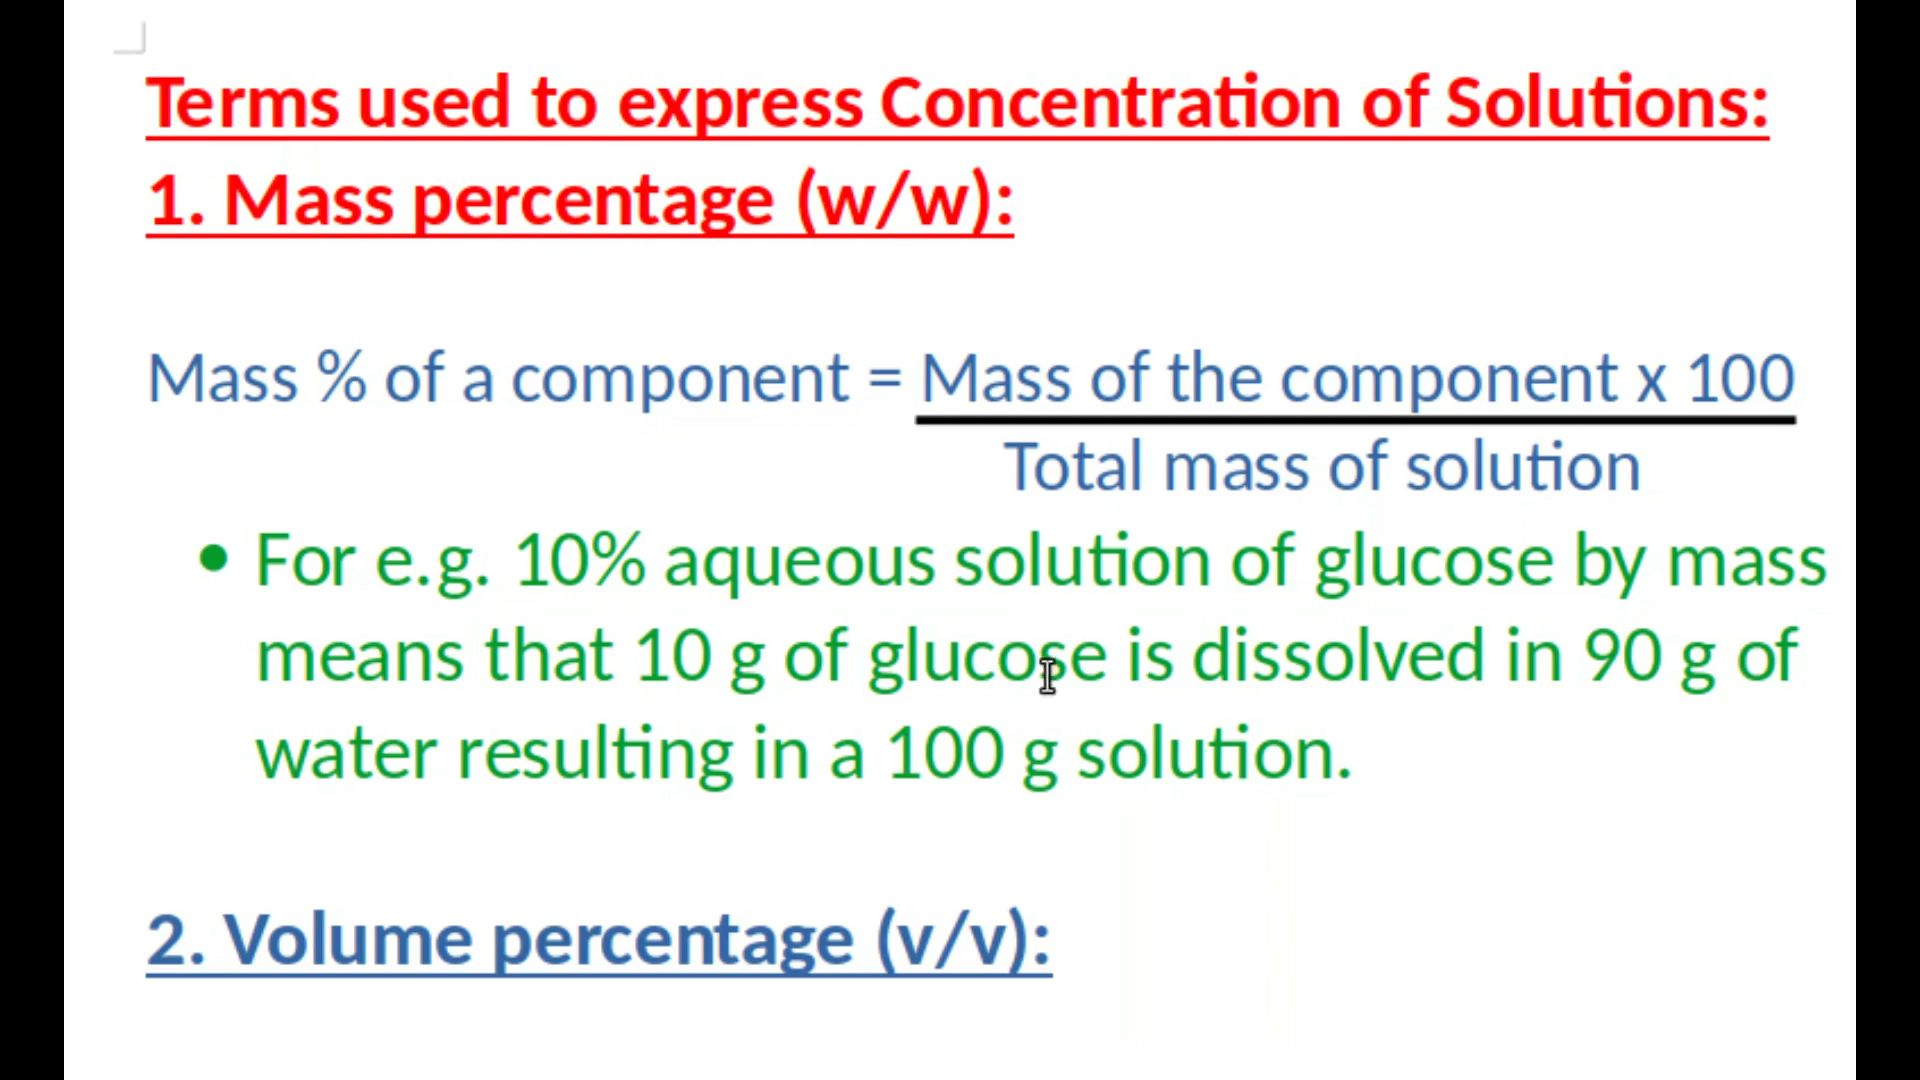 Terms used to express Concentration of Solutions:
1. Mass percentage (w/w):
Mass % of a component = Mass of the component x 100
Total mass of solution
• For e.g. 10% aqueous solution of glucose by mass
means that 10 g of glucose is dissolved in 90 g of
water resulting in a 100 g solution.
2. Volume percentage (v/v):